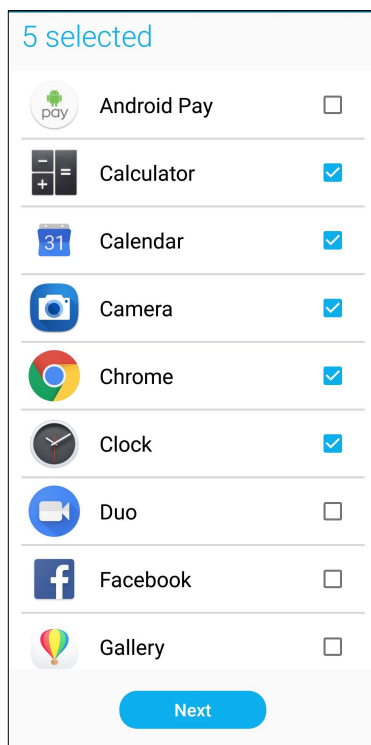 5 selected
pay
Android Pay
Calculator
31
Calendar
Camera
Chrome
Clock
Duo
f
Facebook
Gallery
Next